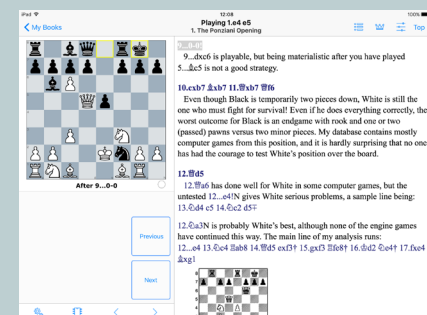 iPad
12:08
100%
My Books
Playing 1.e4 e5
1. The Ponziani Opening
Top
After 9...0-0
Previous
Next
9...0-0!
9...dxc6 is playable, but being materialistic after you have played
5...♗c5 is not a good strategy.
10.cxb7 ♗xb7 11.♕xb7 ♕f6
Even though Black is temporarily two pieces down, White is still the
one who must fight for survival! Even if he does everything correctly, the
worst outcome for Black is an endgame with rook and one or two
(passed) pawns versus two minor pieces. My database contains mostly
computer games from this position, and it is hardly surprising that no one
has had the courage to test White's position over the board.
12.♕d5
12.♕a6 has done well for White in some computer games, but the
untested 12...e4!N gives White serious problems, a sample line being:
13.♘d4 c5 14.♘c2 d5∓
12.♘a3N is probably White's best, although none of the engine games
have continued this way. The main line of my analysis runs:
12...e4 13.♘c4 ♖ab8 14.♕d5 exf3† 15.gxf3 ♖fe8† 16.♔d2 ♘e4† 17.fxe4
♗xg1